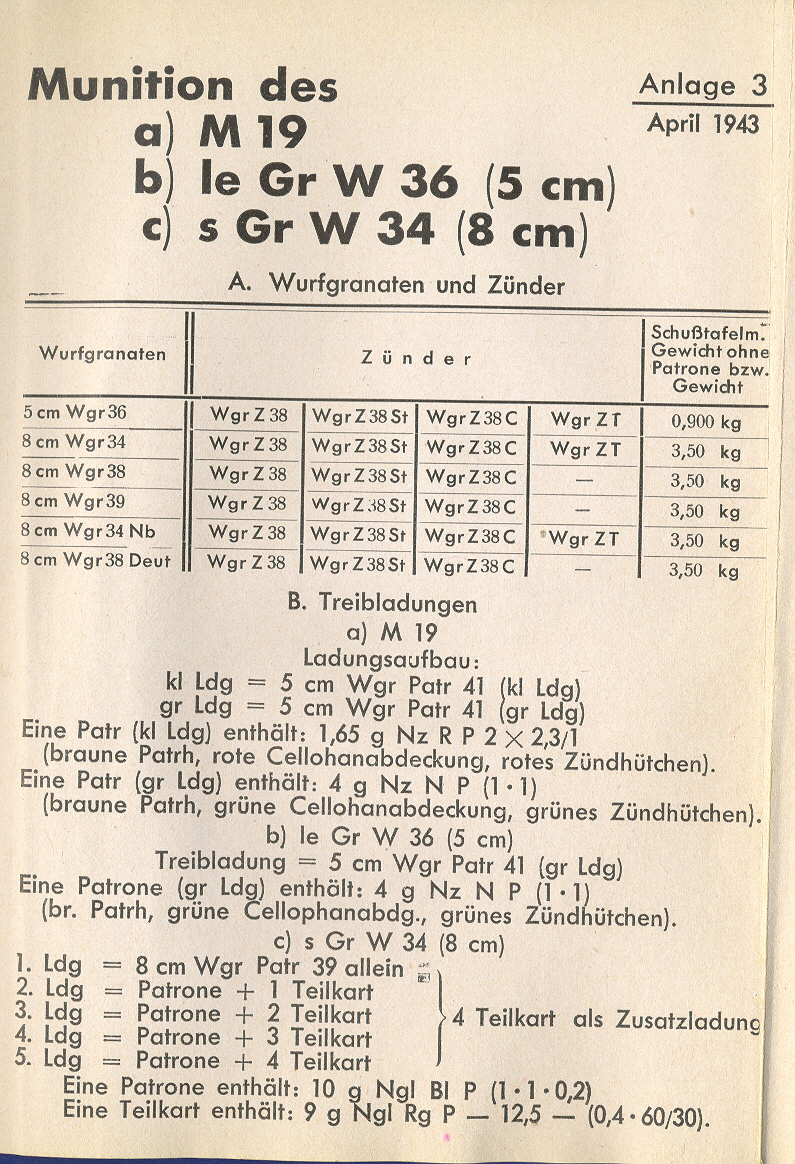 Munition des
Anlage 3
a) M 19
April 1943
b) le Gr W 36 (5 cm)
c) s Gr W 34 (8 cm)
A. Wurfgranaten und Zünder
Wurfgranaten Zünder Schußtafelm. Gewicht ohne Patrone bzw. Gewicht
5 cm Wgr 36 Wgr Z 38 Wgr Z 38 St Wgr Z 38 C Wgr Z T 0,900 kg
8 cm Wgr 34 Wgr Z 38 Wgr Z 38 St Wgr Z 38 C Wgr Z T 3,50 kg
8 cm Wgr 38 Wgr Z 38 Wgr Z 38 St Wgr Z 38 C — 3,50 kg
8 cm Wgr 39 Wgr Z 38 Wgr Z 38 St Wgr Z 38 C — 3,50 kg
8 cm Wgr 34 Nb Wgr Z 38 Wgr Z 38 St Wgr Z 38 C Wgr Z T 3,50 kg
8 cm Wgr 38 Deut Wgr Z 38 Wgr Z 38 St Wgr Z 38 C — 3,50 kg
B. Treibladungen
a) M 19
Ladungsaufbau:
kl Ldg = 5 cm Wgr Patr 41 (kl Ldg)
gr Ldg = 5 cm Wgr Patr 41 (gr Ldg)
Eine Patr (kl Ldg) enthält: 1,65 g Nz R P 2 × 2,3/1
(braune Patrh, rote Cellohanabdeckung, rotes Zündhütchen).
Eine Patr (gr Ldg) enthält: 4 g Nz N P (1 · 1)
(braune Patrh, grüne Cellohanabdeckung, grünes Zündhütchen).
b) le Gr W 36 (5 cm)
Treibladung = 5 cm Wgr Patr 41 (gr Ldg)
Eine Patrone (gr Ldg) enthält: 4 g Nz N P (1 · 1)
(br. Patrh, grüne Cellophanabdg., grünes Zündhütchen).
c) s Gr W 34 (8 cm)
1. Ldg = 8 cm Wgr Patr 39 allein
2. Ldg = Patrone + 1 Teilkart
3. Ldg = Patrone + 2 Teilkart
4. Ldg = Patrone + 3 Teilkart
5. Ldg = Patrone + 4 Teilkart
4 Teilkart als Zusatzladung
Eine Patrone enthält: 10 g Ngl Bl P (1 · 1 · 0,2)
Eine Teilkart enthält: 9 g Ngl Rg P — 12,5 — (0,4 · 60/30).